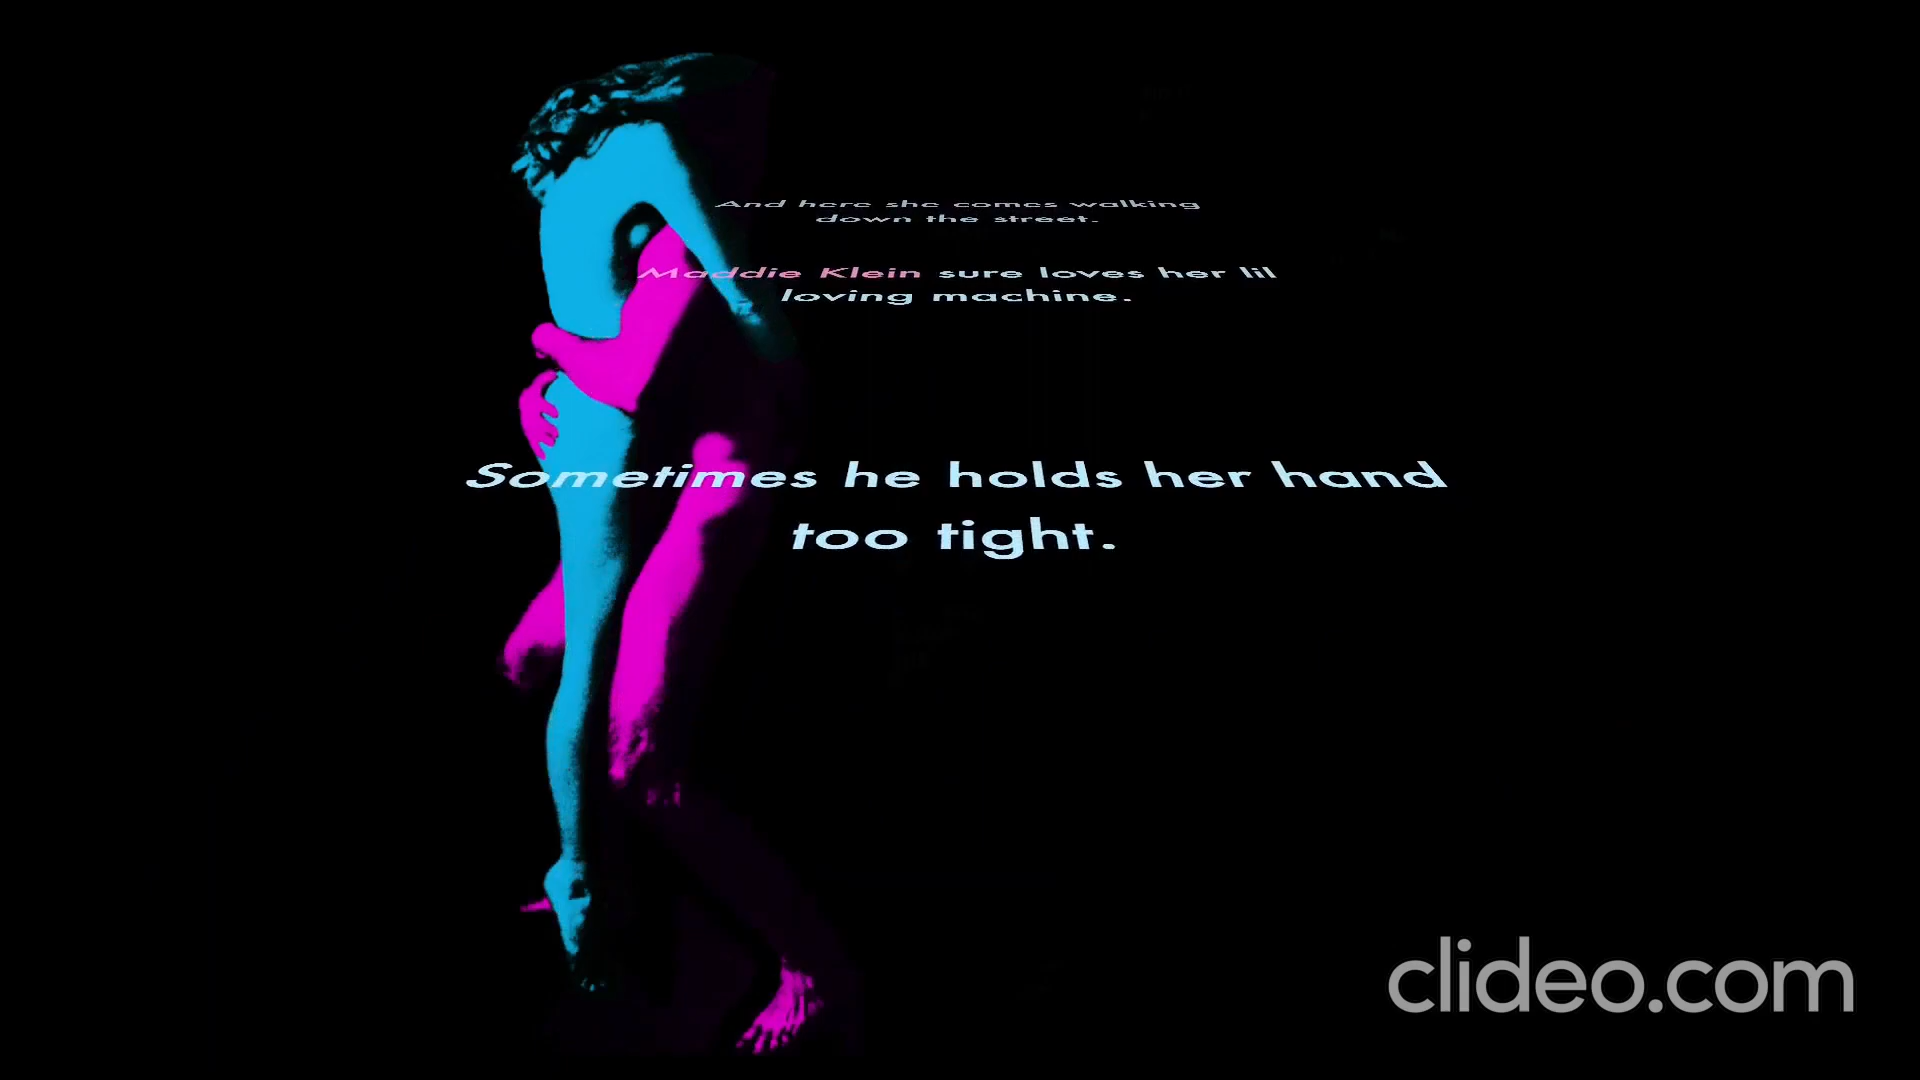 And here she comes walking
down the street.
Maddie Klein sure loves her lil
loving machine.
Sometimes he holds her hand
too tight.
clideo.com